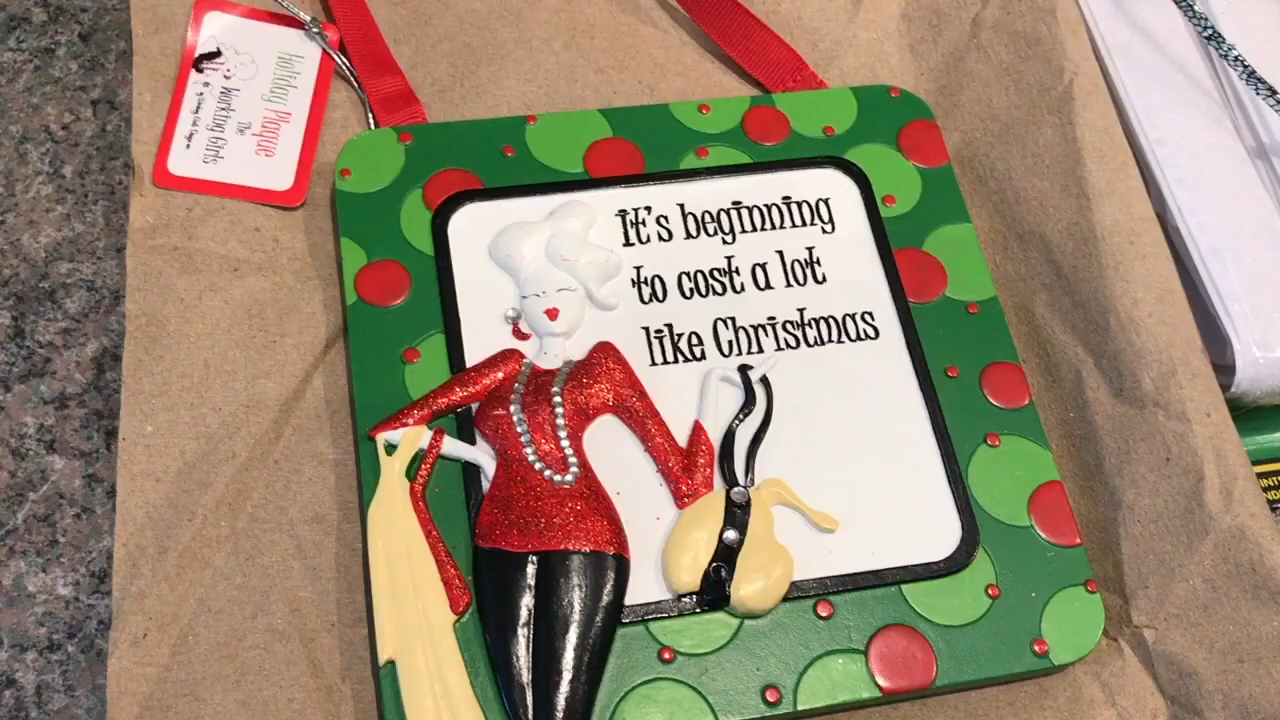 Holiday Plaque
The
Working Girls
It's beginning
to cost a lot
like Christmas